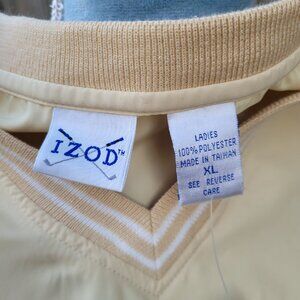 IZOD™
LADIES
100% POLYESTER
MADE IN TAIWAN
XL
SEE REVERSE
CARE